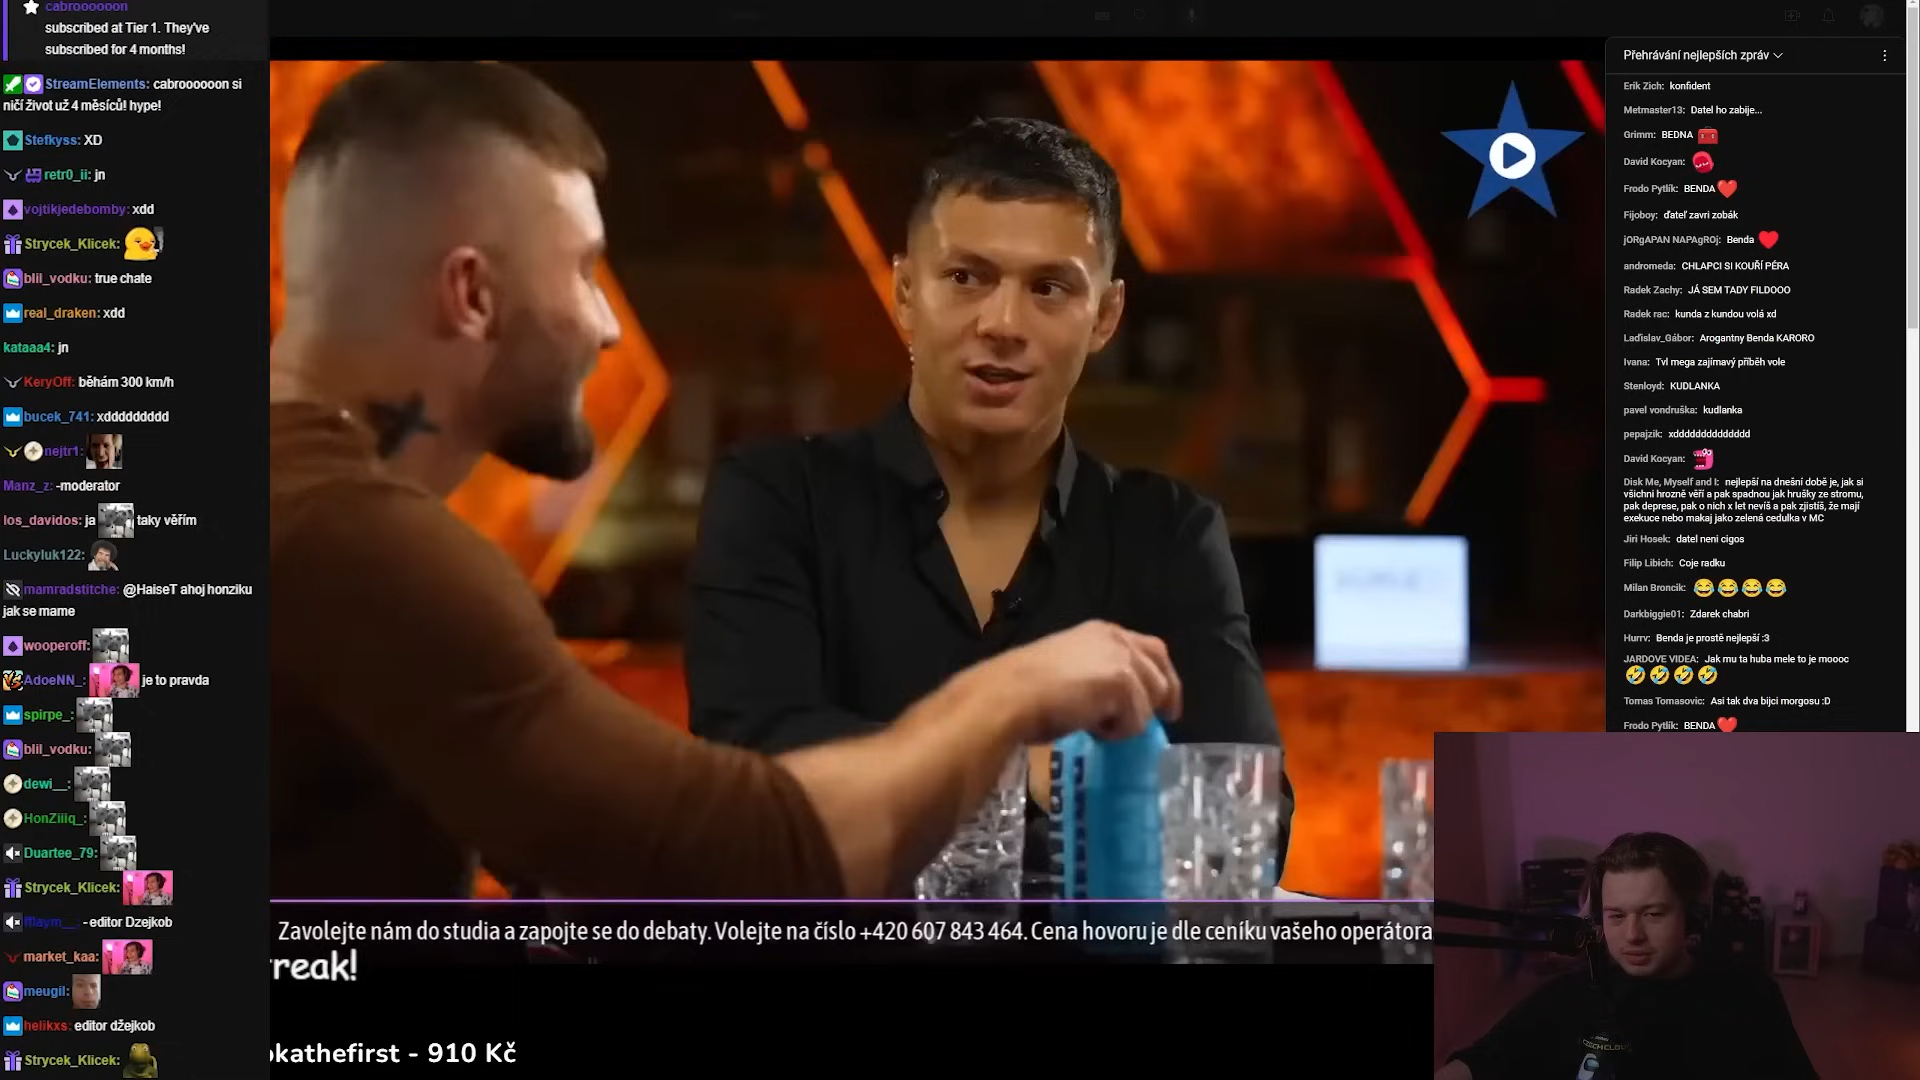 cabroooooon
subscribed at Tier 1. They've
subscribed for 4 months!
StreamElements: cabroooooon si
ničí život už 4 měsíců! hype!
Stefkyss: XD
retr0_ii: jn
vojtikjedebomby: xdd
Strycek_Klicek:
blil_vodku: true chate
real_draken: xdd
kataaa4: jn
KeryOff: běhám 300 km/h
bucek_741: xddddddddd
nejtr1:
Manz_z: -moderator
los_davidos: ja taky věřím
Luckyluk122:
mamradstitche: @HaiseT ahoj honziku
jak se mame
wooperoff:
AdoeNN_: je to pravda
spirpe_:
blil_vodku:
dewi__:
HonZiiiq_:
Duartee_79:
Strycek_Klicek:
- editor Dzejkob
market_kaa:
meugil:
helikxs: editor džejkob
Strycek_Klicek:
Zavolejte nám do studia a zapojte se do debaty. Volejte na číslo +420 607 843 464. Cena hovoru je dle ceníku vašeho operátora
reak!
kathefirst - 910 Kč
Přehrávání nejlepších zpráv
Erik Zich: konfident
Metmaster13: Datel ho zabije...
Grimm: BEDNA
David Kocyan:
Frodo Pytlík: BENDA
Fijoboy: ďateľ zavri zobák
jORgAPAN NAPAgROj: Benda
andromeda: CHLAPCI SI KOUŘÍ PÉRA
Radek Zachy: JÁ SEM TADY FILDOOO
Radek rac: kunda z kundou volá xd
Laďislav_Gábor: Arogantny Benda KARORO
Ivana: Tvl mega zajímavý příběh vole
Stenloyd: KUDLANKA
pavel vondruška: kudlanka
pepajzik: xdddddddddddddd
David Kocyan:
Disk Me, Myself and I: nejlepší na dnešní době je, jak si
všichni hrozně věří a pak spadnou jak hrušky ze stromu,
pak deprese, pak o nich x let nevíš a pak zjistíš, že mají
exekuce nebo makaj jako zelená cedulka v MC
Jiri Hosek: datel neni cigos
Filip Libich: Coje radku
Milan Broncik: 😂😂😂😂
Darkbiggie01: Zdarek chabri
Hurrv: Benda je prostě nejlepší :3
JARDOVE VIDEA: Jak mu ta huba mele to je moooc
🤣🤣🤣🤣
Tomas Tomasovic: Asi tak dva bijci morgosu :D
Frodo Pytlík: BENDA